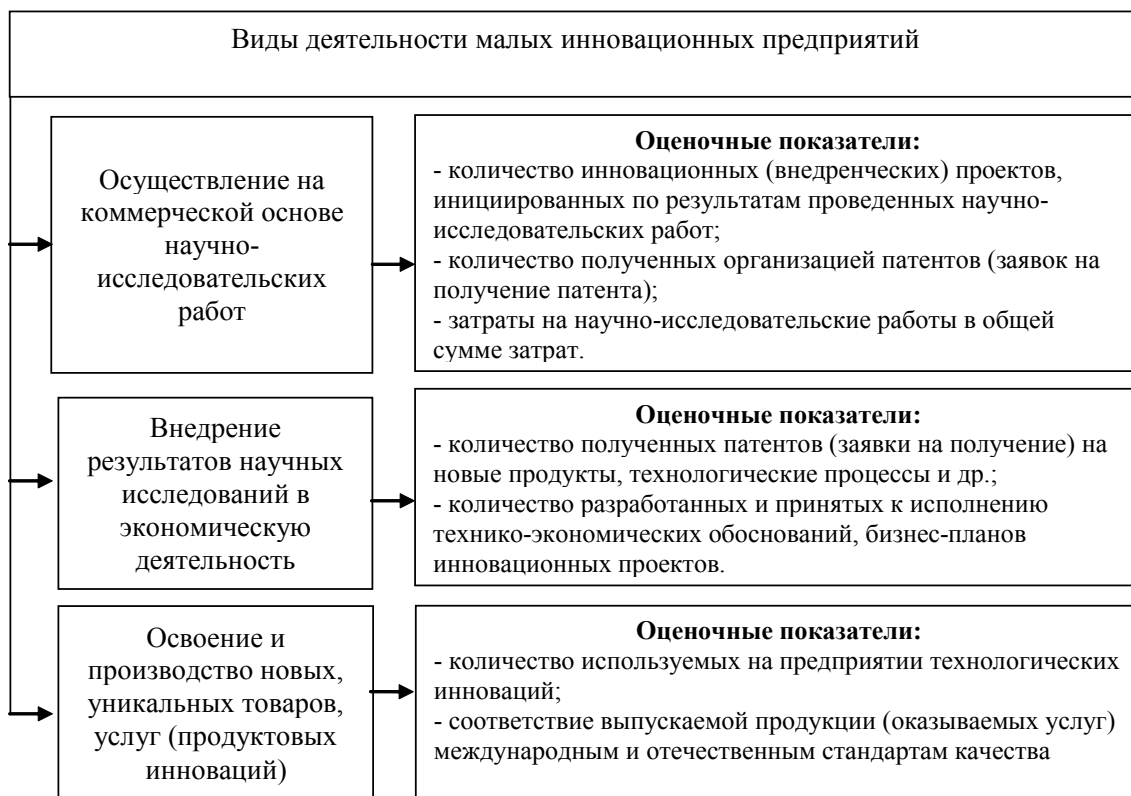 Виды деятельности малых инновационных предприятий
Осуществление на
коммерческой основе
научно-
исследовательских
работ
Оценочные показатели:
- количество инновационных (внедренческих) проектов,
инициированных по результатам проведенных научно-
исследовательских работ;
- количество полученных организацией патентов (заявок на
получение патента);
- затраты на научно-исследовательские работы в общей
сумме затрат.
Внедрение
результатов научных
исследований в
экономическую
деятельность
Оценочные показатели:
- количество полученных патентов (заявки на получение) на
новые продукты, технологические процессы и др.;
- количество разработанных и принятых к исполнению
технико-экономических обоснований, бизнес-планов
инновационных проектов.
Освоение и
производство новых,
уникальных товаров,
услуг (продуктовых
инноваций)
Оценочные показатели:
- количество используемых на предприятии технологических
инноваций;
- соответствие выпускаемой продукции (оказываемых услуг)
международным и отечественным стандартам качества